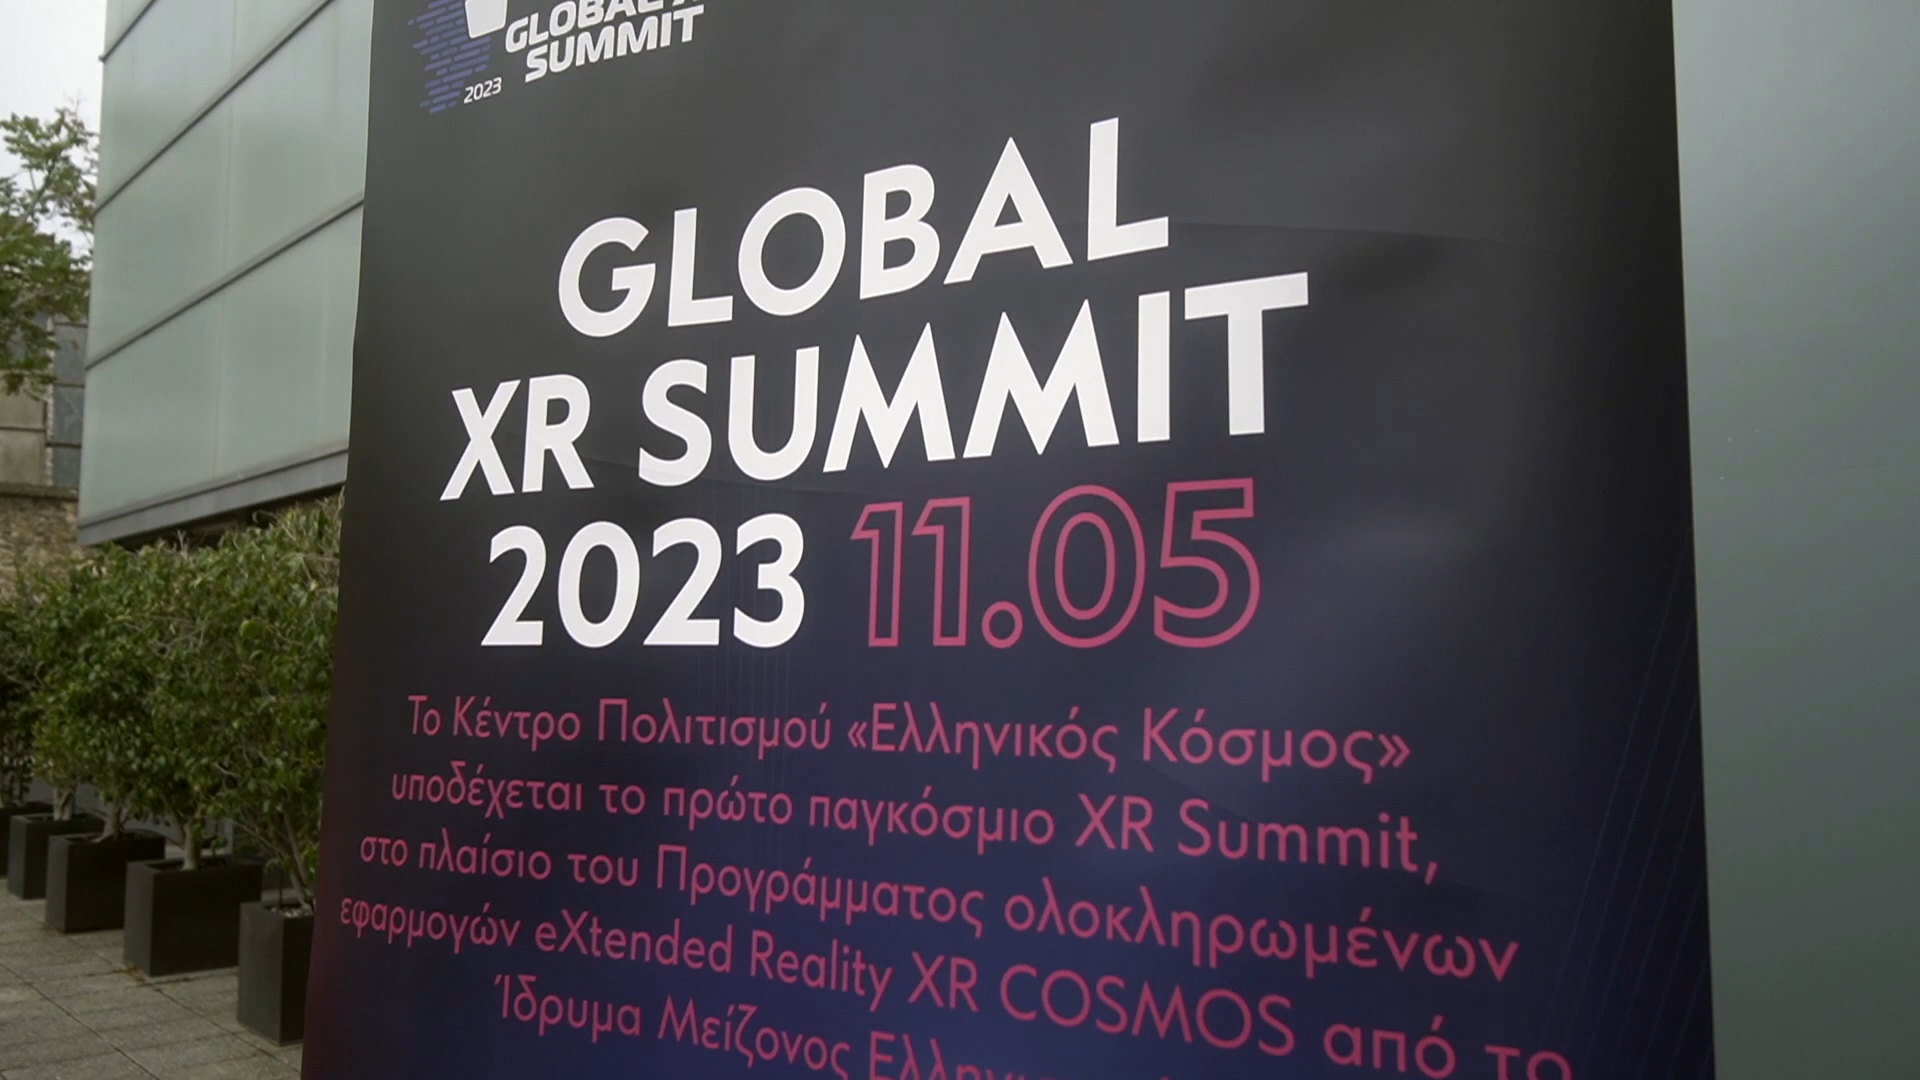 GLOBAL
SUMMIT
2023
GLOBAL
XR SUMMIT
2023 11.05
Το Κέντρο Πολιτισμού «Ελληνικός Κόσμος»
υποδέχεται το πρώτο παγκόσμιο XR Summit,
στο πλαίσιο του Προγράμματος ολοκληρωμένων
εφαρμογών eXtended Reality XR COSMOS από το
Ίδρυμα Μείζονος